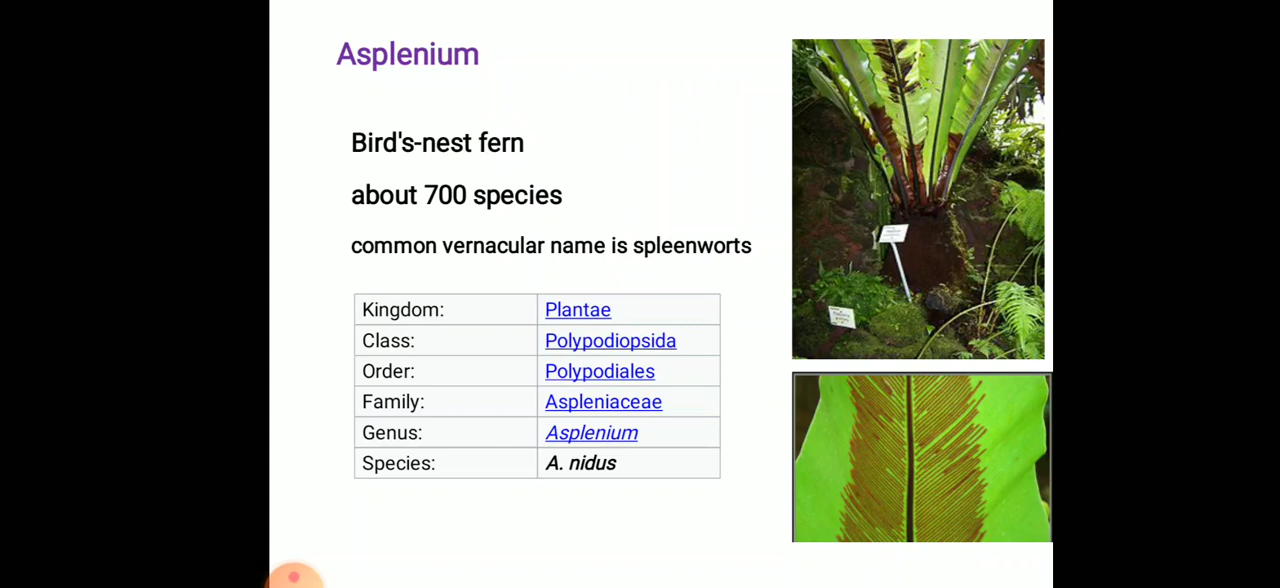 Asplenium
Bird's-nest fern
about 700 species
common vernacular name is spleenworts
Kingdom: Plantae
Class: Polypodiopsida
Order: Polypodiales
Family: Aspleniaceae
Genus: Asplenium
Species: A. nidus